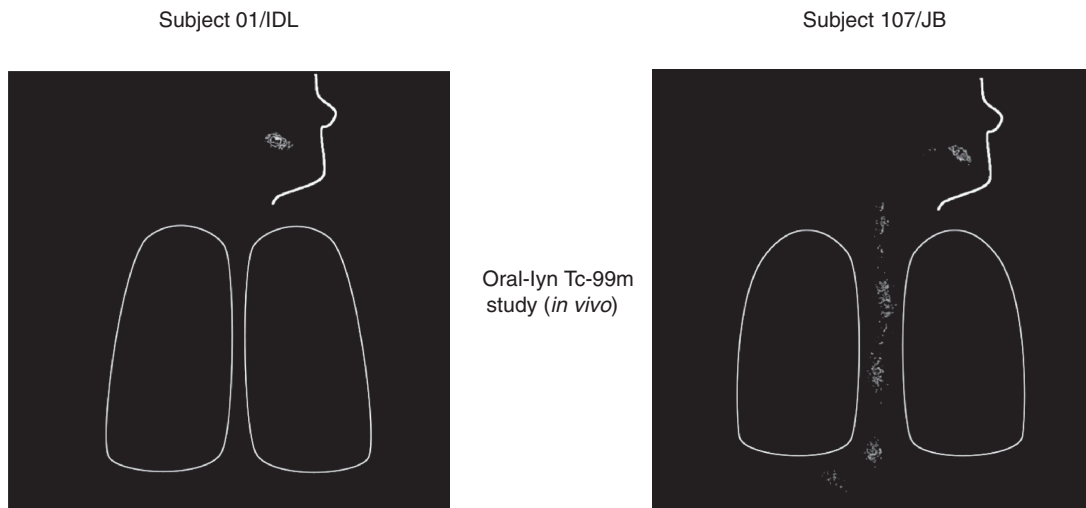 Subject 01/IDL
Subject 107/JB
Oral-lyn Tc-99m
study (in vivo)